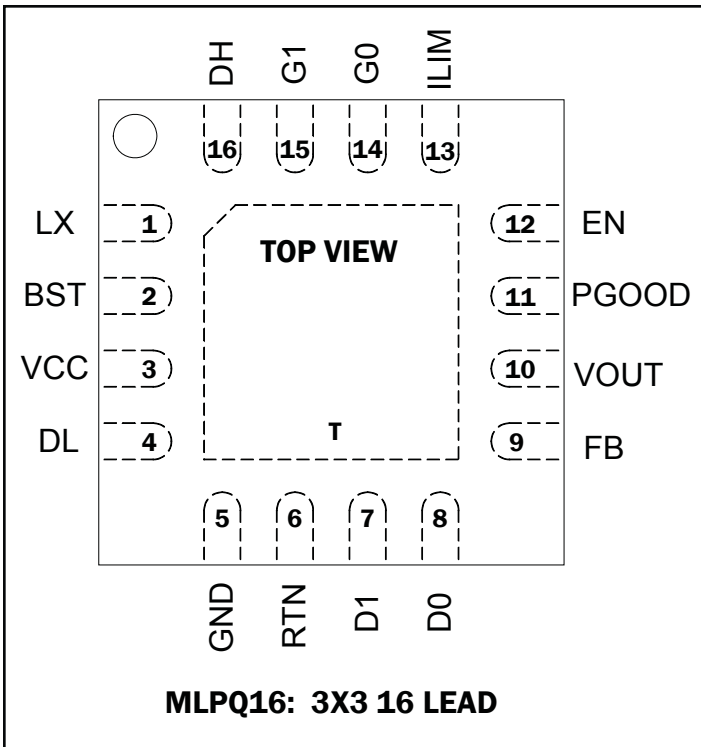 DH G1 G0 ILIM
16 15 14 13
LX 1 12 EN
TOP VIEW
BST 2 11 PGOOD
VCC 3 10 VOUT
DL 4 T 9 FB
5 6 7 8
GND RTN D1 D0
MLPQ16: 3X3 16 LEAD